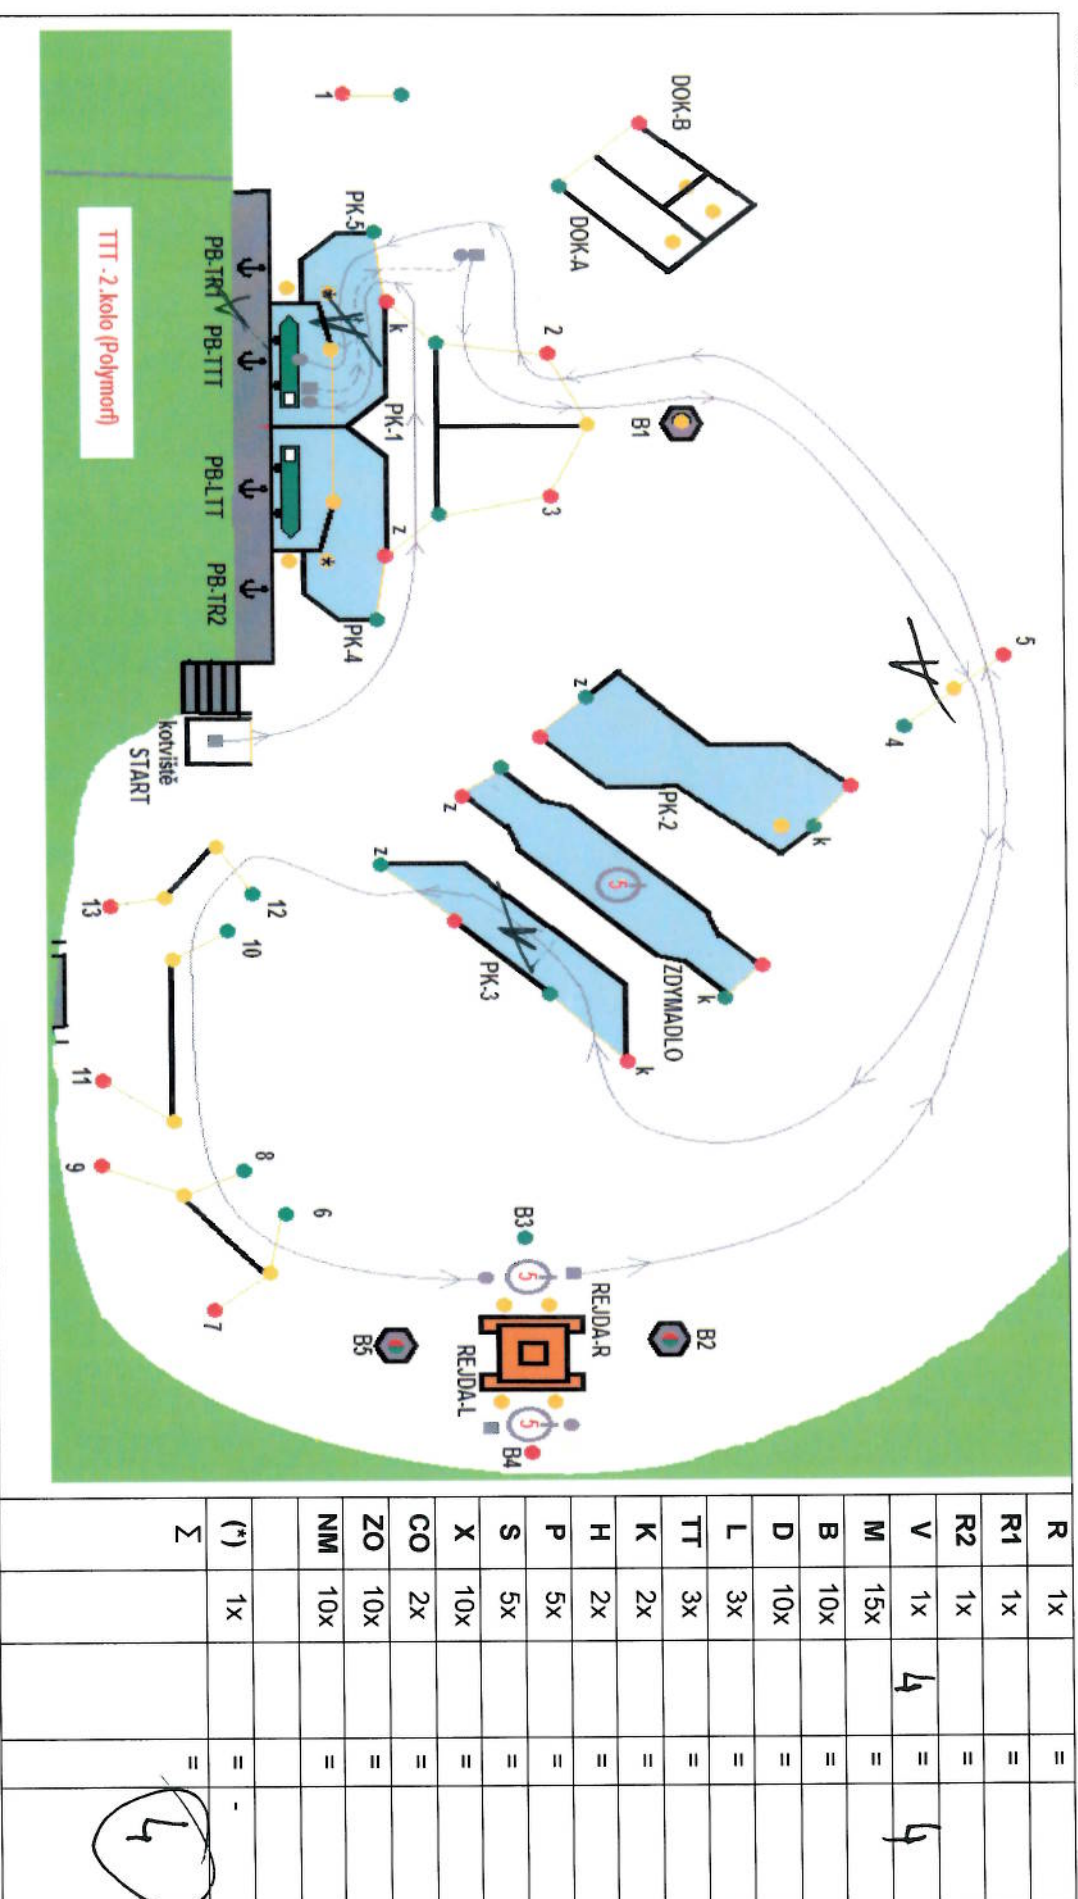 DOK-B
DOK-A
1
PK-5
2
k
PK-1
B1
3
z
PK-4
PB-TR1
PB-TTT
PB-LTT
PB-TR2
TTT -2.kolo (Polymorf)
kotviště
START
5
4
z
PK-2
k
z
5
ZDYMADLO
k
z
PK-3
k
12
13
10
11
8
9
6
7
B3
5
REJDA-R
B2
B5
REJDA-L
5
B4
R 1x =
R1 1x =
R2 1x =
V 1x 4 = 4
M 15x =
B 10x =
D 10x =
L 3x =
TT 3x =
K 2x =
H 2x =
P 5x =
S 5x =
X 10x =
CO 2x =
ZO 10x =
NM 10x =
(*) 1x = -
Σ = 4